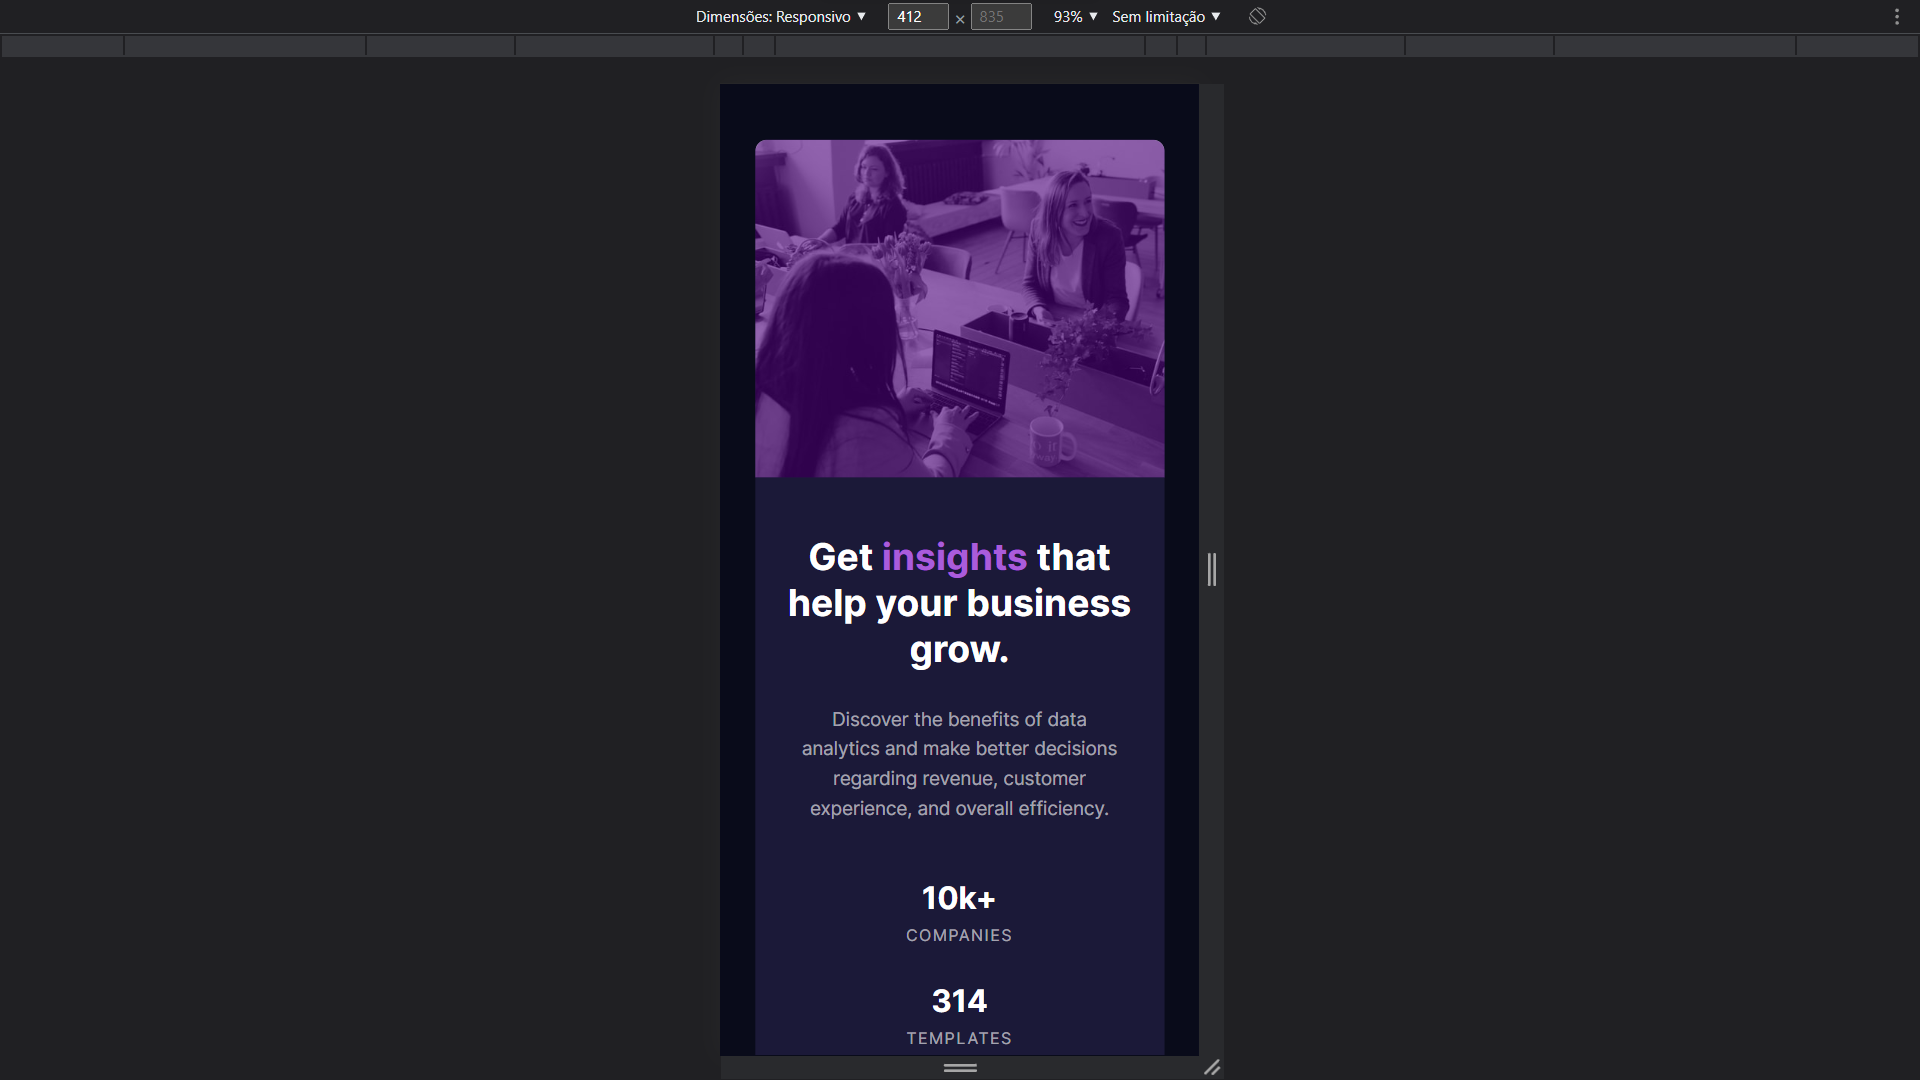 Dimensões: Responsivo ▼ 412 × 835 93% ▼ Sem limitação ▼
Get insights that
help your business
grow.
Discover the benefits of data
analytics and make better decisions
regarding revenue, customer
experience, and overall efficiency.
10k+
COMPANIES
314
TEMPLATES